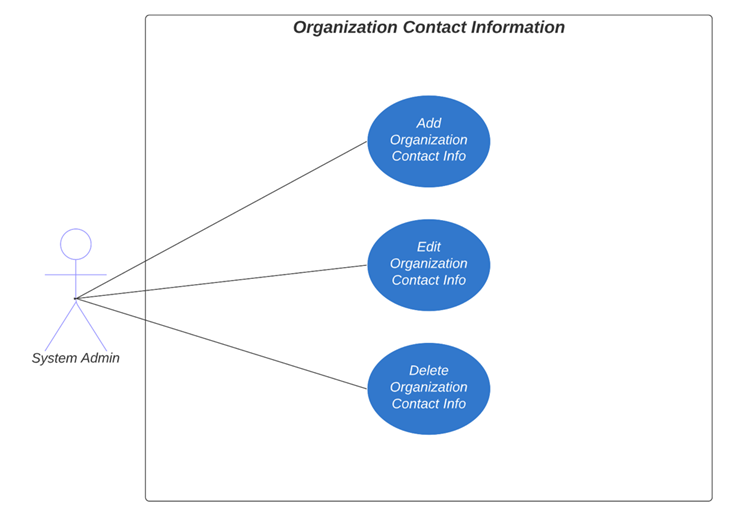 Organization Contact Information
Add
Organization
Contact Info
Edit
Organization
Contact Info
System Admin
Delete
Organization
Contact Info